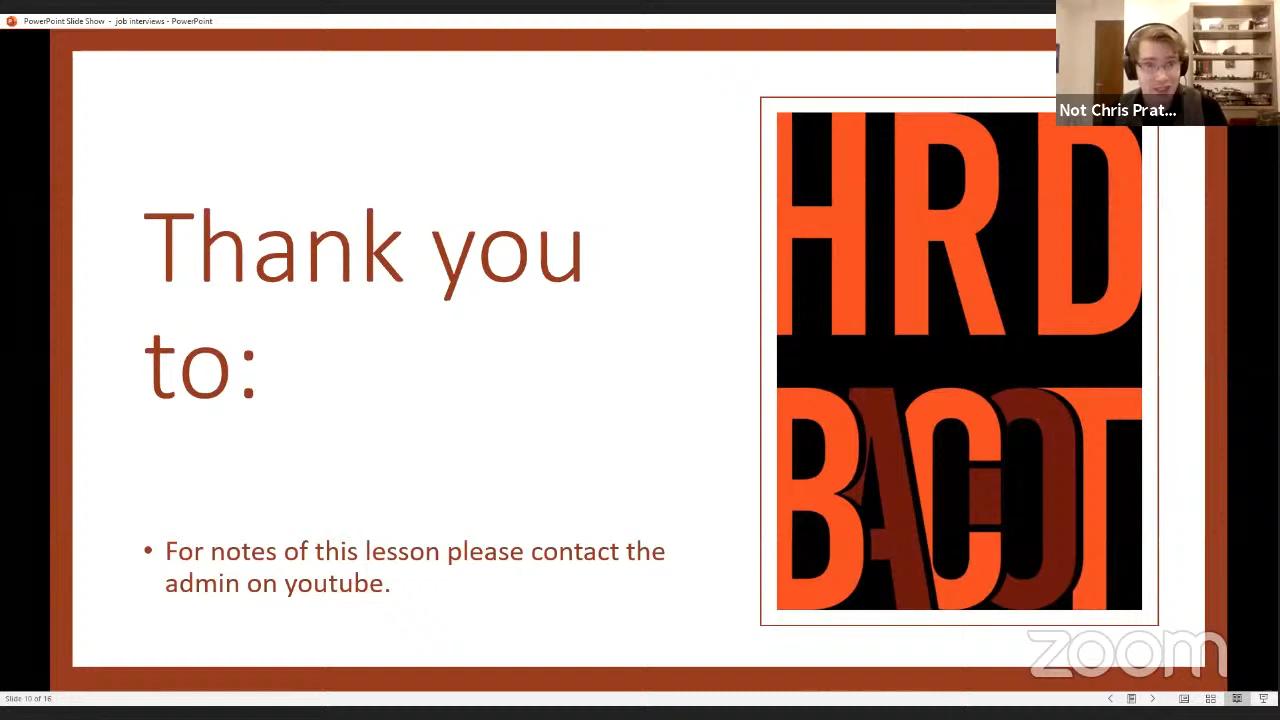 PowerPoint Slide Show - job interviews - PowerPoint
Not Chris Prat...
HRD
Thank you
to:
BACOT
For notes of this lesson please contact the
admin on youtube.
zoom
Slide 10 of 16